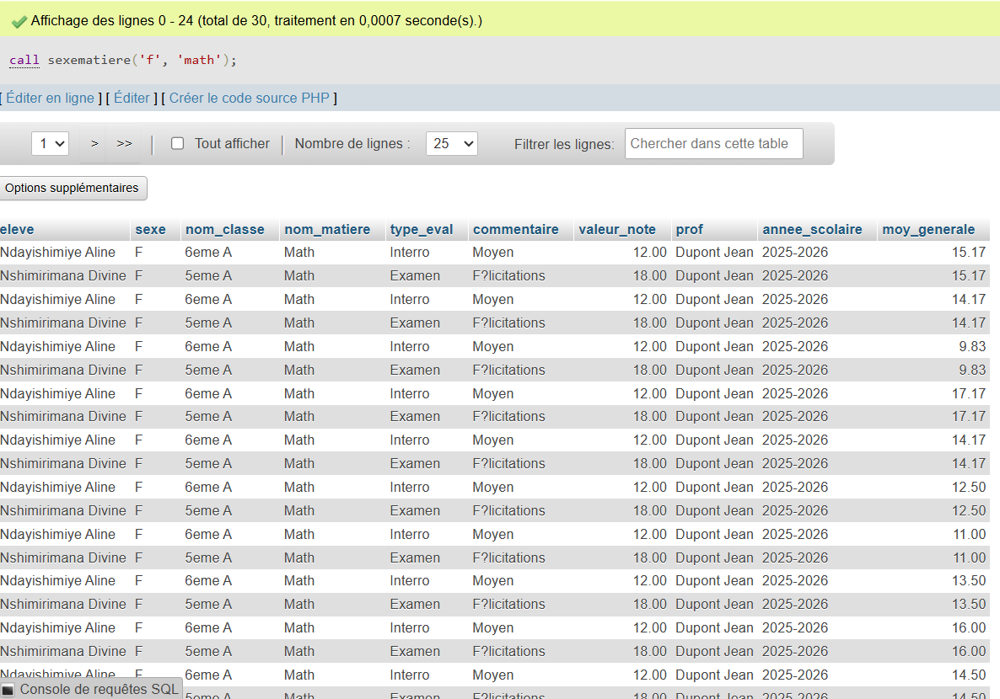 Affichage des lignes 0 - 24 (total de 30, traitement en 0,0007 seconde(s).)
call sexematiere('f', 'math');
[ Éditer en ligne ] [ Éditer ] [ Créer le code source PHP ]
1 > >> | Tout afficher | Nombre de lignes : 25 Filtrer les lignes: Chercher dans cette table
Options supplémentaires
eleve sexe nom_classe nom_matiere type_eval commentaire valeur_note prof annee_scolaire moy_generale
Ndayishimiye Aline F 6eme A Math Interro Moyen 12.00 Dupont Jean 2025-2026 15.17
Nshimirimana Divine F 5eme A Math Examen F?licitations 18.00 Dupont Jean 2025-2026 15.17
Ndayishimiye Aline F 6eme A Math Interro Moyen 12.00 Dupont Jean 2025-2026 14.17
Nshimirimana Divine F 5eme A Math Examen F?licitations 18.00 Dupont Jean 2025-2026 14.17
Ndayishimiye Aline F 6eme A Math Interro Moyen 12.00 Dupont Jean 2025-2026 9.83
Nshimirimana Divine F 5eme A Math Examen F?licitations 18.00 Dupont Jean 2025-2026 9.83
Ndayishimiye Aline F 6eme A Math Interro Moyen 12.00 Dupont Jean 2025-2026 17.17
Nshimirimana Divine F 5eme A Math Examen F?licitations 18.00 Dupont Jean 2025-2026 17.17
Ndayishimiye Aline F 6eme A Math Interro Moyen 12.00 Dupont Jean 2025-2026 14.17
Nshimirimana Divine F 5eme A Math Examen F?licitations 18.00 Dupont Jean 2025-2026 14.17
Ndayishimiye Aline F 6eme A Math Interro Moyen 12.00 Dupont Jean 2025-2026 12.50
Nshimirimana Divine F 5eme A Math Examen F?licitations 18.00 Dupont Jean 2025-2026 12.50
Ndayishimiye Aline F 6eme A Math Interro Moyen 12.00 Dupont Jean 2025-2026 11.00
Nshimirimana Divine F 5eme A Math Examen F?licitations 18.00 Dupont Jean 2025-2026 11.00
Ndayishimiye Aline F 6eme A Math Interro Moyen 12.00 Dupont Jean 2025-2026 13.50
Nshimirimana Divine F 5eme A Math Examen F?licitations 18.00 Dupont Jean 2025-2026 13.50
Ndayishimiye Aline F 6eme A Math Interro Moyen 12.00 Dupont Jean 2025-2026 16.00
Nshimirimana Divine F 5eme A Math Examen F?licitations 18.00 Dupont Jean 2025-2026 16.00
Ndayishimiye Aline F 6eme A Math Interro Moyen 12.00 Dupont Jean 2025-2026 14.50
Console de requêtes SQL
5eme A Math Examen F?licitations 18.00 Dupont Jean 2025-2026 14.50